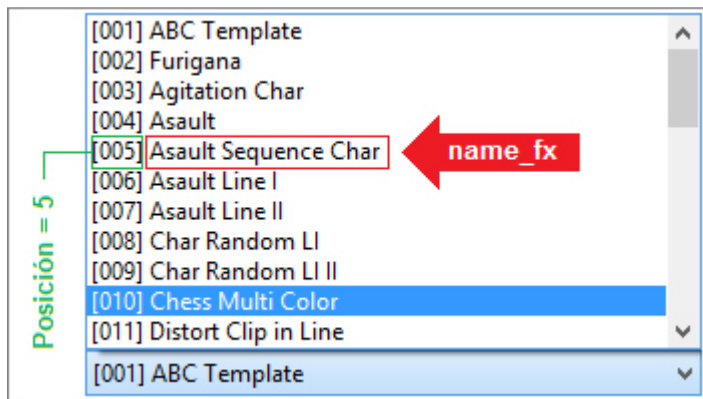 [001] ABC Template
[002] Furigana
[003] Agitation Char
[004] Asault
[005] Asault Sequence Char
name_fx
[006] Asault Line I
[007] Asault Line II
[008] Char Random LI
[009] Char Random LI II
[010] Chess Multi Color
[011] Distort Clip in Line
[001] ABC Template
Posición = 5